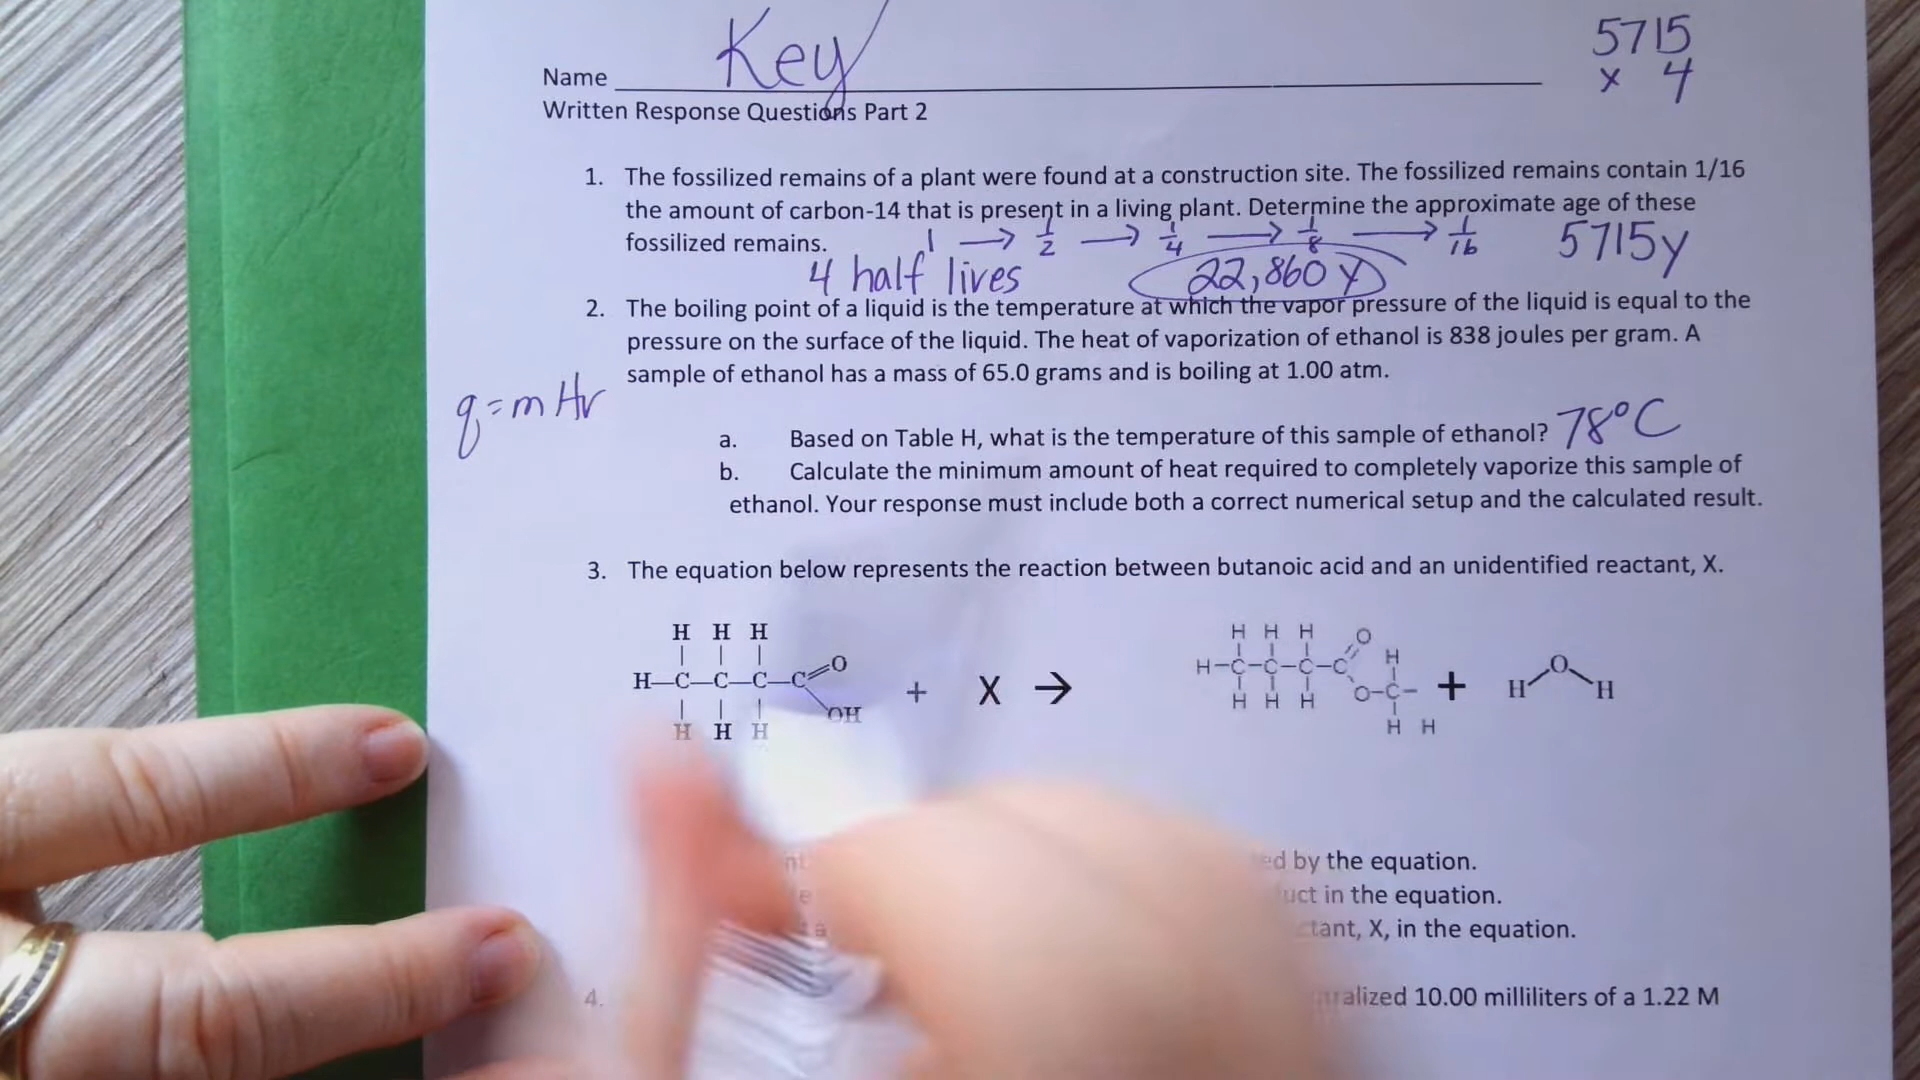 Key
5715
x 4
Name
Written Response Questions Part 2
1. The fossilized remains of a plant were found at a construction site. The fossilized remains contain 1/16
the amount of carbon-14 that is present in a living plant. Determine the approximate age of these
fossilized remains.
1 → 1/2 → 1/4 → 1/8 → 1/16
5715y
4 half lives
22,860 y
2. The boiling point of a liquid is the temperature at which the vapor pressure of the liquid is equal to the
pressure on the surface of the liquid. The heat of vaporization of ethanol is 838 joules per gram. A
sample of ethanol has a mass of 65.0 grams and is boiling at 1.00 atm.
q=mHv
a. Based on Table H, what is the temperature of this sample of ethanol? 78°C
b. Calculate the minimum amount of heat required to completely vaporize this sample of
ethanol. Your response must include both a correct numerical setup and the calculated result.
3. The equation below represents the reaction between butanoic acid and an unidentified reactant, X.
H H H
H—C—C—C—C=O
OH
H H H
+ X →
H H H O
H-C-C-C-C H
O-C-
H H H
H H
+
O
H H
by the equation.
in the equation.
X, in the equation.
4.
10.00 milliliters of a 1.22 M